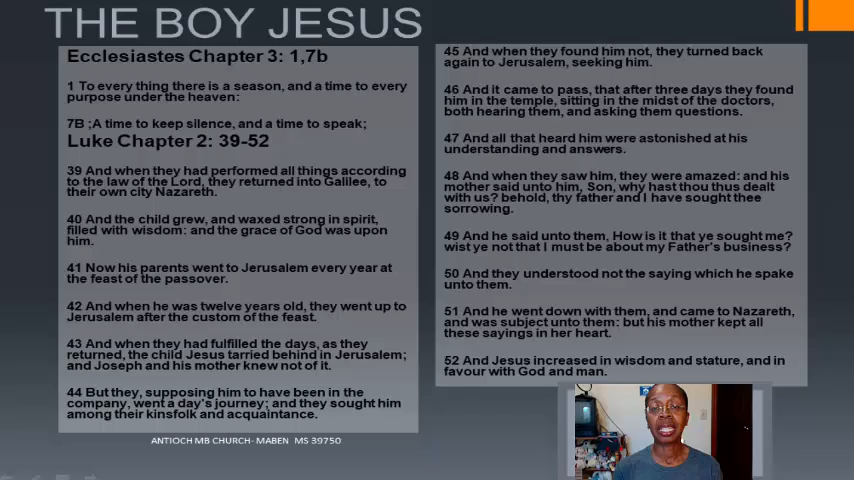 THE BOY JESUS
Ecclesiastes Chapter 3: 1,7b
1 To every thing there is a season, and a time to every
purpose under the heaven:
7B ;A time to keep silence, and a time to speak;
Luke Chapter 2: 39-52
39 And when they had performed all things according
to the law of the Lord, they returned into Galilee, to
their own city Nazareth.
40 And the child grew, and waxed strong in spirit,
filled with wisdom: and the grace of God was upon
him.
41 Now his parents went to Jerusalem every year at
the feast of the passover.
42 And when he was twelve years old, they went up to
Jerusalem after the custom of the feast.
43 And when they had fulfilled the days, as they
returned, the child Jesus tarried behind in Jerusalem;
and Joseph and his mother knew not of it.
44 But they, supposing him to have been in the
company, went a day's journey; and they sought him
among their kinsfolk and acquaintance.
45 And when they found him not, they turned back
again to Jerusalem, seeking him.
46 And it came to pass, that after three days they found
him in the temple, sitting in the midst of the doctors,
both hearing them, and asking them questions.
47 And all that heard him were astonished at his
understanding and answers.
48 And when they saw him, they were amazed: and his
mother said unto him, Son, why hast thou thus dealt
with us? behold, thy father and I have sought thee
sorrowing.
49 And he said unto them, How is it that ye sought me?
wist ye not that I must be about my Father's business?
50 And they understood not the saying which he spake
unto them.
51 And he went down with them, and came to Nazareth,
and was subject unto them: but his mother kept all
these sayings in her heart.
52 And Jesus increased in wisdom and stature, and in
favour with God and man.
ANTIOCH MB CHURCH- MABEN MS 39750